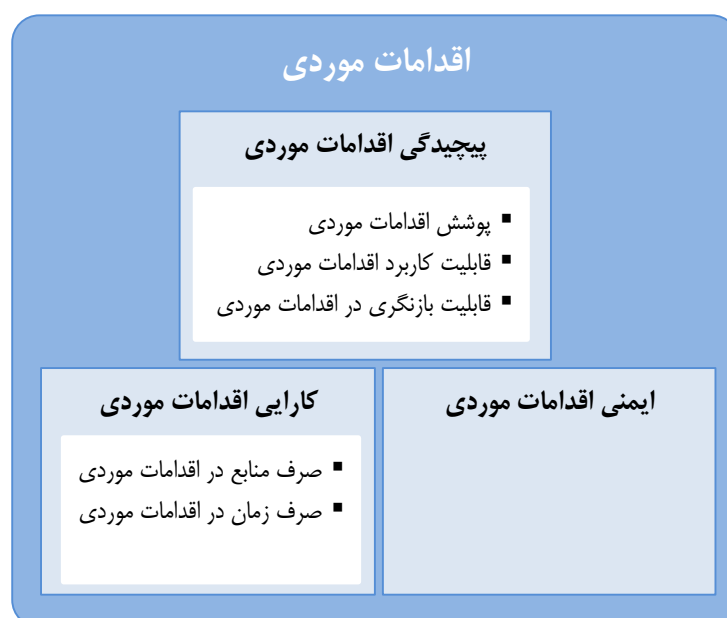 اقدامات موردی
پیچیدگی اقدامات موردی
▪ پوشش اقدامات موردی
▪ قابلیت کاربرد اقدامات موردی
▪ قابلیت بازنگری در اقدامات موردی
ایمنی اقدامات موردی
کارایی اقدامات موردی
▪ صرف منابع در اقدامات موردی
▪ صرف زمان در اقدامات موردی